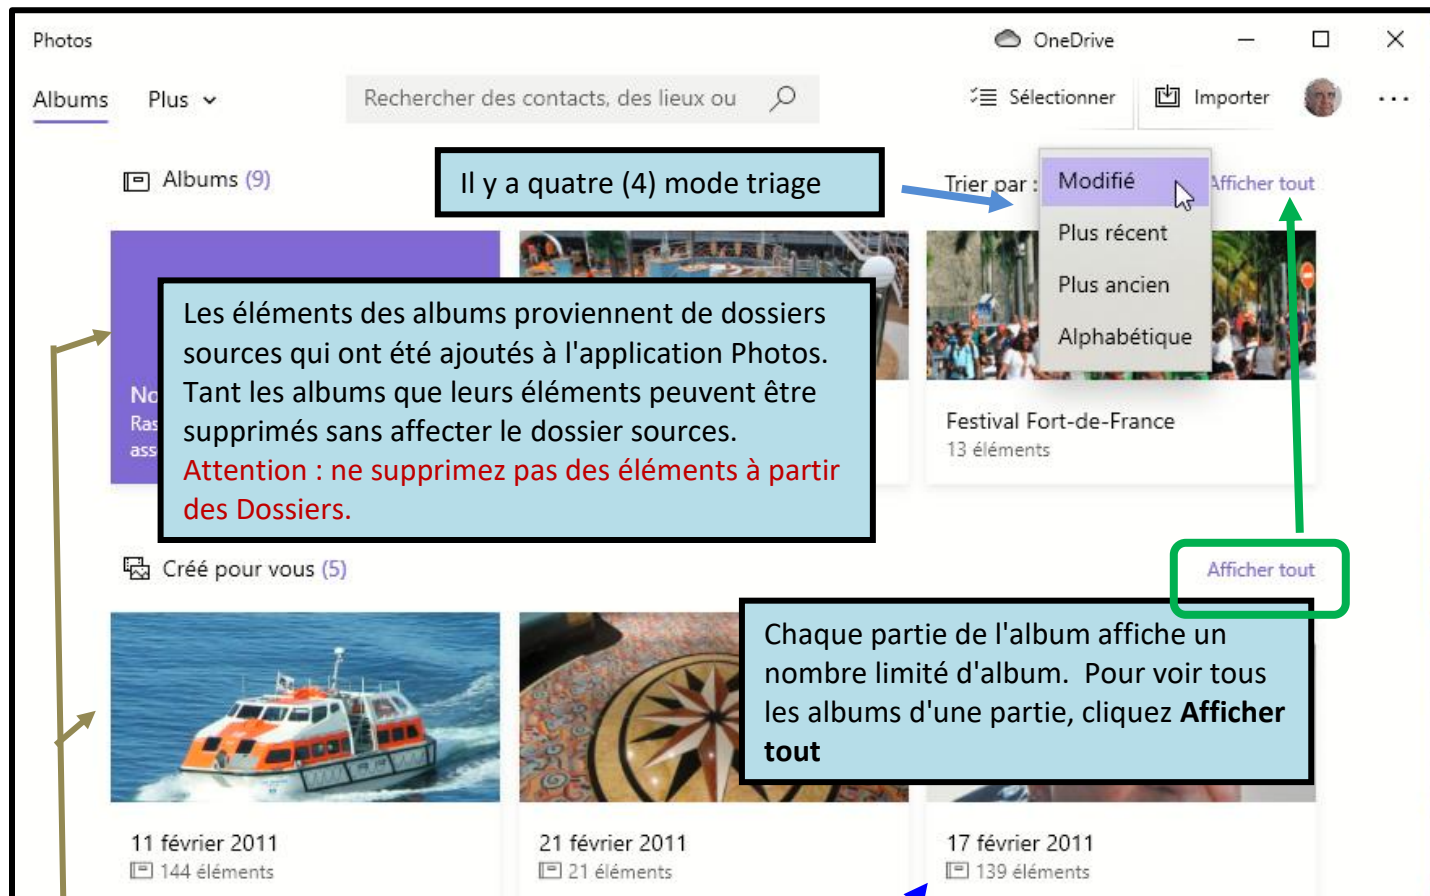 Photos
OneDrive
Albums Plus
Rechercher des contacts, des lieux ou
Sélectionner
Importer
Albums (9)
Il y a quatre (4) mode triage
Trier par :
Modifié
Plus récent
Plus ancien
Alphabétique
Afficher tout
Les éléments des albums proviennent de dossiers
sources qui ont été ajoutés à l'application Photos.
Tant les albums que leurs éléments peuvent être
supprimés sans affecter le dossier sources.
Attention : ne supprimez pas des éléments à partir
des Dossiers.
Festival Fort-de-France
13 éléments
Créé pour vous (5)
Afficher tout
Chaque partie de l'album affiche un
nombre limité d'album. Pour voir tous
les albums d'une partie, cliquez Afficher
tout
11 février 2011
144 éléments
21 février 2011
21 éléments
17 février 2011
139 éléments